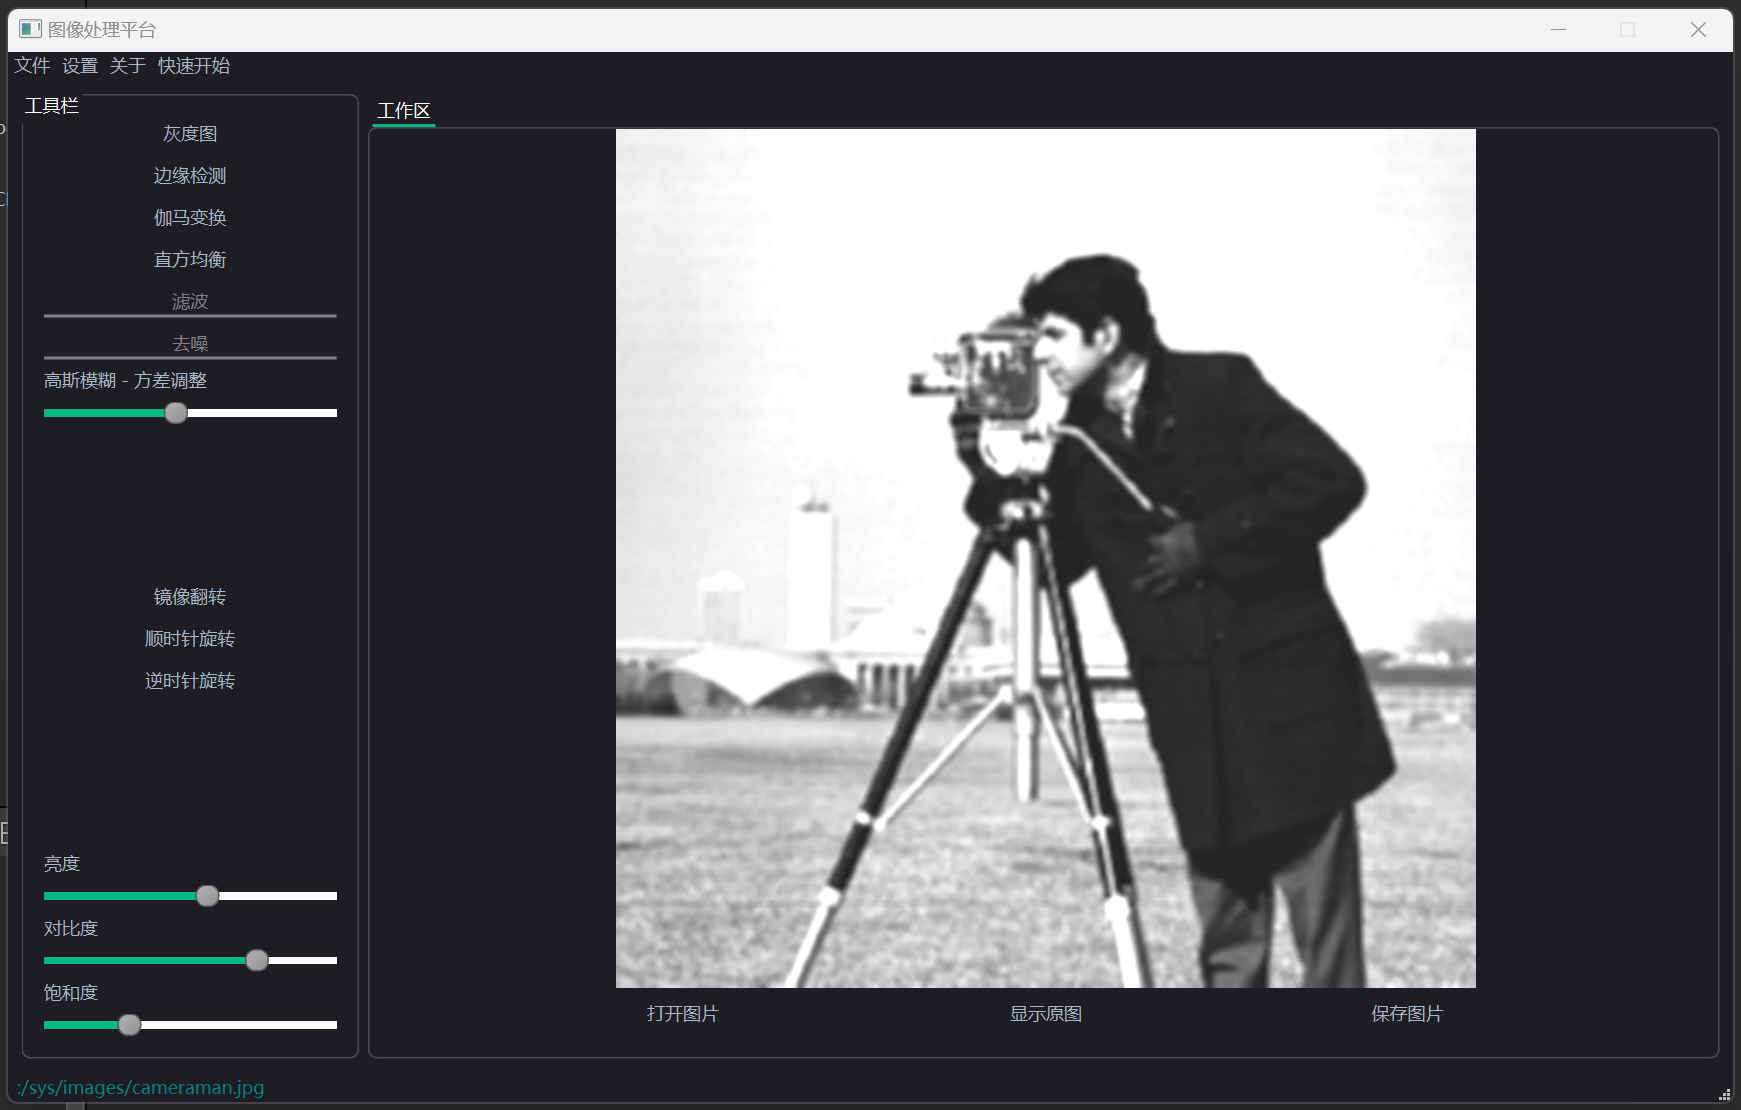 图像处理平台
文件 设置 关于 快速开始
工具栏
灰度图
边缘检测
伽马变换
直方均衡
滤波
去噪
高斯模糊 - 方差调整
镜像翻转
顺时针旋转
逆时针旋转
亮度
对比度
饱和度
工作区
打开图片 显示原图 保存图片
:/sys/images/cameraman.jpg